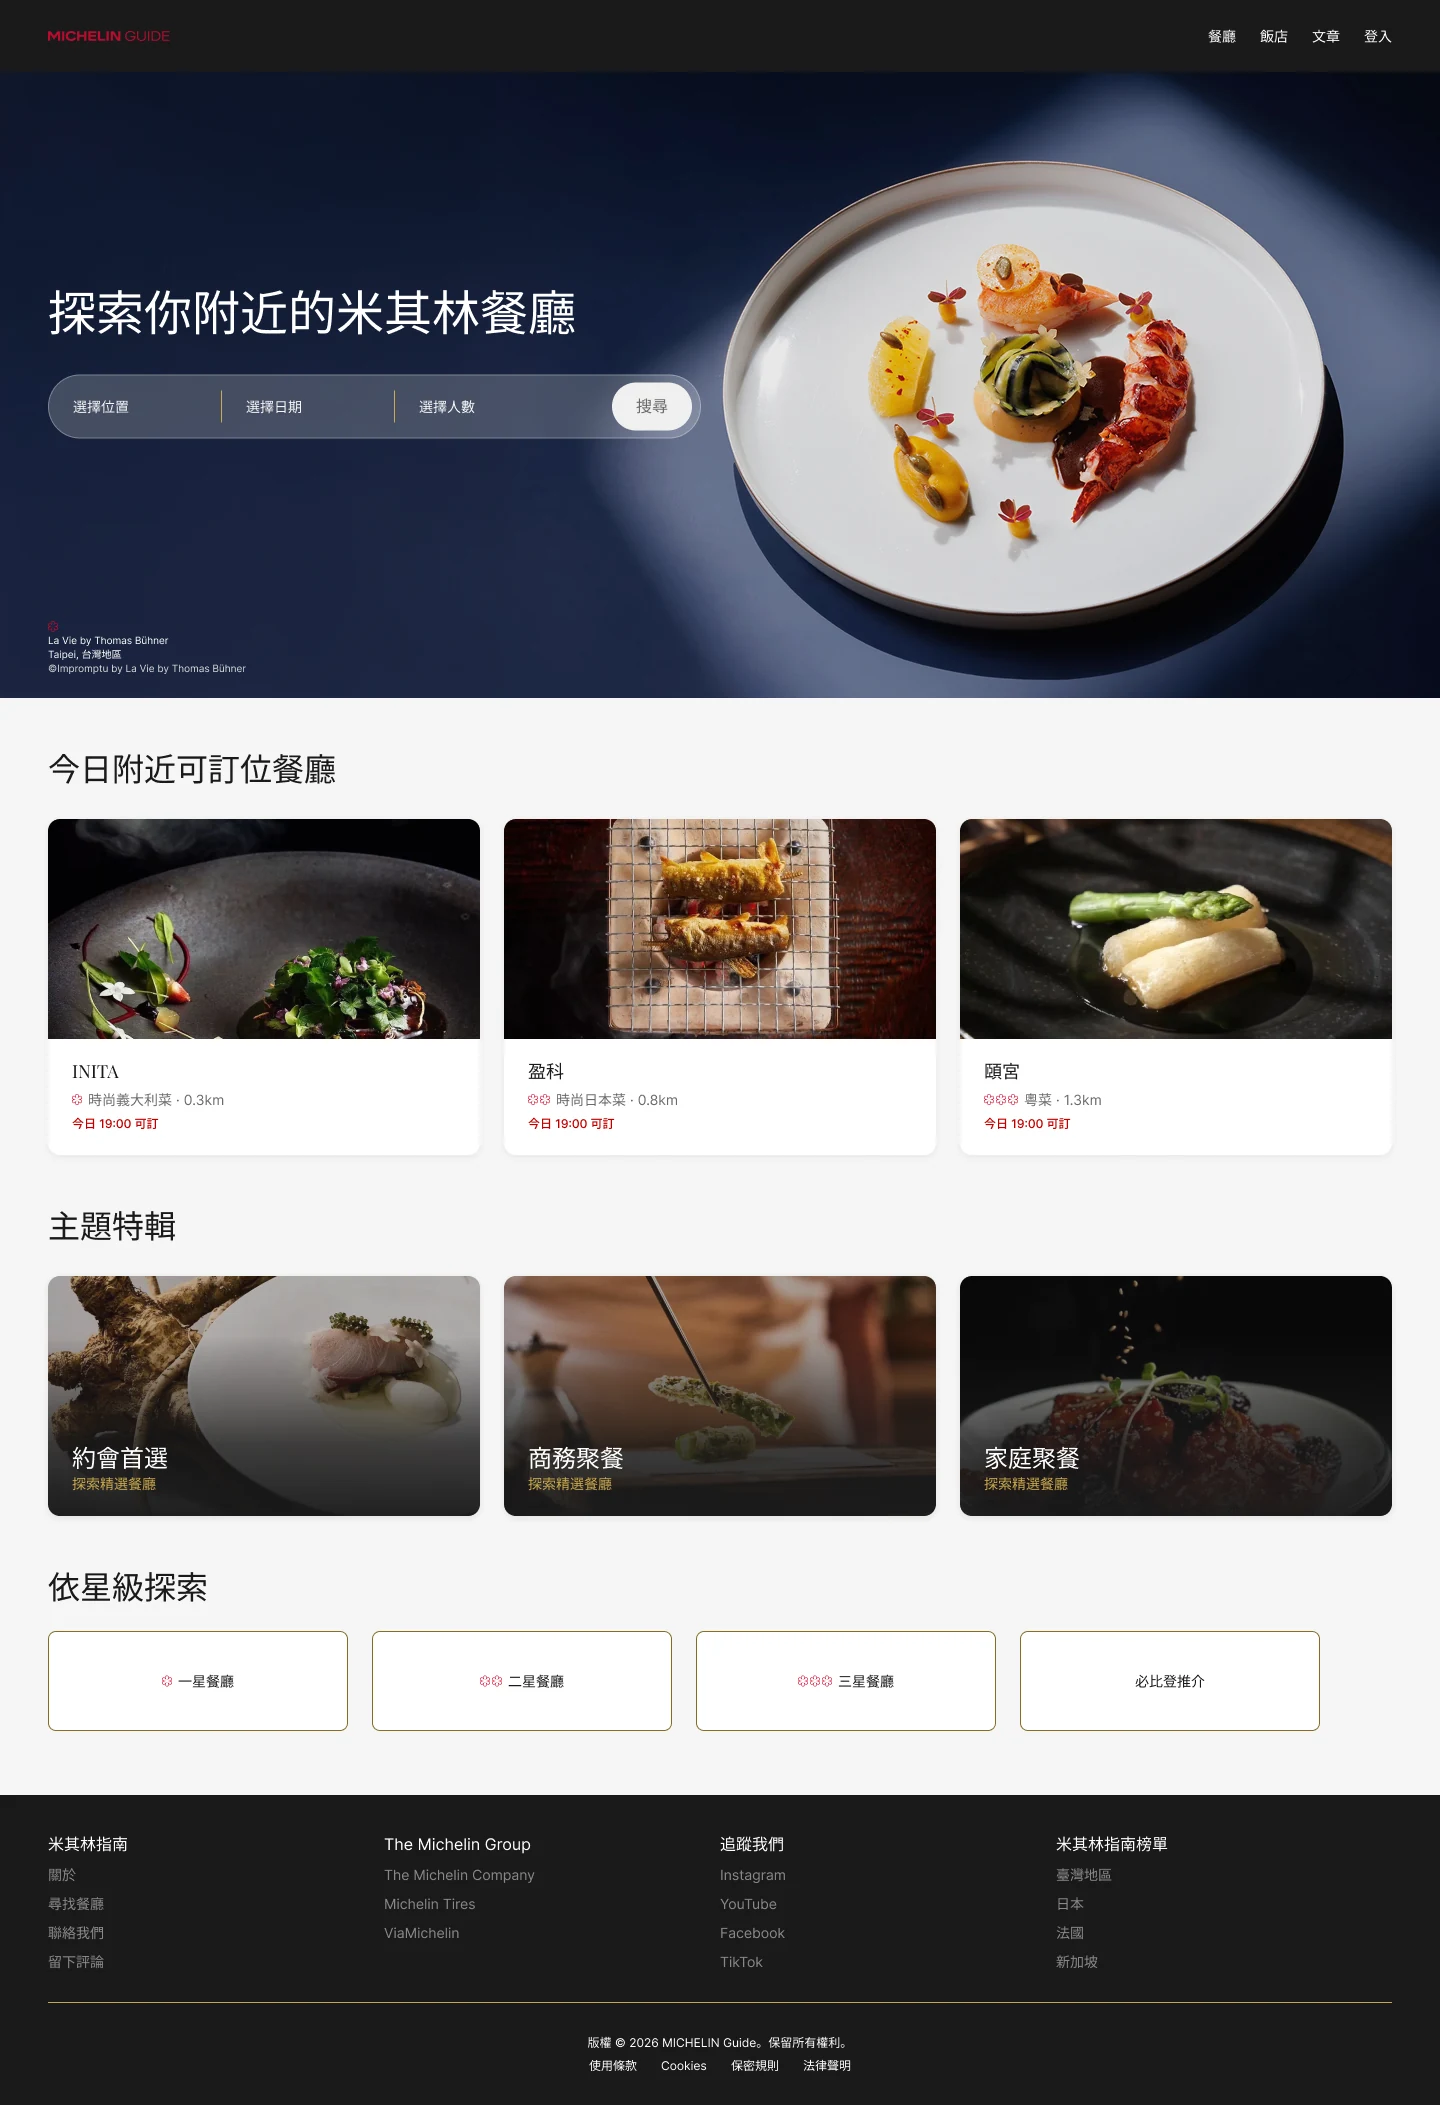 MICHELIN GUIDE
餐廳 飯店 文章 登入
探索你附近的米其林餐廳
選擇位置 選擇日期 選擇人數 搜尋
La Vie by Thomas Bühner
Taipei, 台灣地區
©Impromptu by La Vie by Thomas Bühner
今日附近可訂位餐廳
INITA
時尚義大利菜 · 0.3km
今日 19:00 可訂
盈科
時尚日本菜 · 0.8km
今日 19:00 可訂
頤宮
粵菜 · 1.3km
今日 19:00 可訂
主題特輯
約會首選
探索精選餐廳
商務聚餐
探索精選餐廳
家庭聚餐
探索精選餐廳
依星級探索
一星餐廳
二星餐廳
三星餐廳
必比登推介
米其林指南
關於
尋找餐廳
聯絡我們
留下評論
The Michelin Group
The Michelin Company
Michelin Tires
ViaMichelin
追蹤我們
Instagram
YouTube
Facebook
TikTok
米其林指南榜單
臺灣地區
日本
法國
新加坡
版權 © 2026 MICHELIN Guide。保留所有權利。
使用條款 Cookies 保密規則 法律聲明